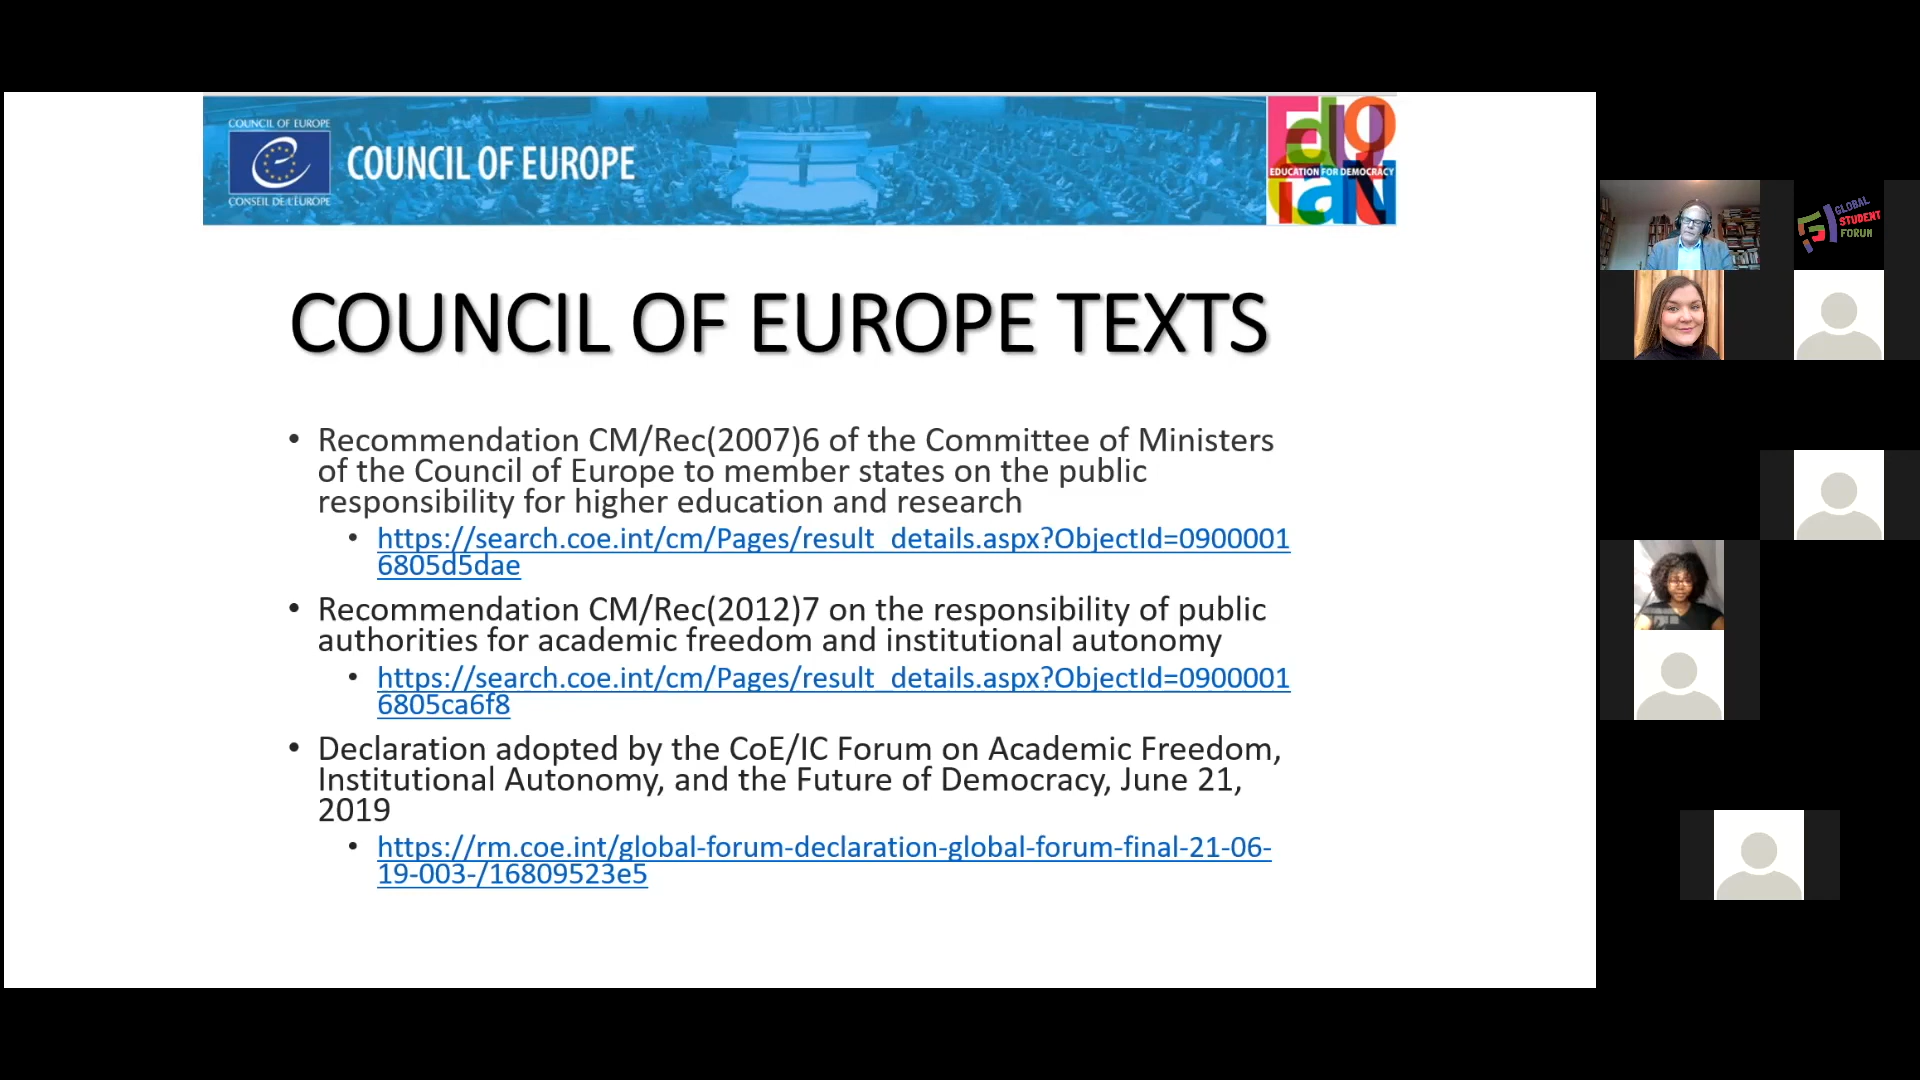 COUNCIL OF EUROPE
COUNCIL OF EUROPE
CONSEIL DE L'EUROPE
EDUCATION FOR DEMOCRACY
GLOBAL
STUDENT
FORUM
COUNCIL OF EUROPE TEXTS
• Recommendation CM/Rec(2007)6 of the Committee of Ministers
of the Council of Europe to member states on the public
responsibility for higher education and research
• https://search.coe.int/cm/Pages/result_details.aspx?ObjectId=0900001
6805d5dae
• Recommendation CM/Rec(2012)7 on the responsibility of public
authorities for academic freedom and institutional autonomy
• https://search.coe.int/cm/Pages/result_details.aspx?ObjectId=0900001
6805ca6f8
• Declaration adopted by the CoE/IC Forum on Academic Freedom,
Institutional Autonomy, and the Future of Democracy, June 21,
2019
• https://rm.coe.int/global-forum-declaration-global-forum-final-21-06-
19-003-/16809523e5